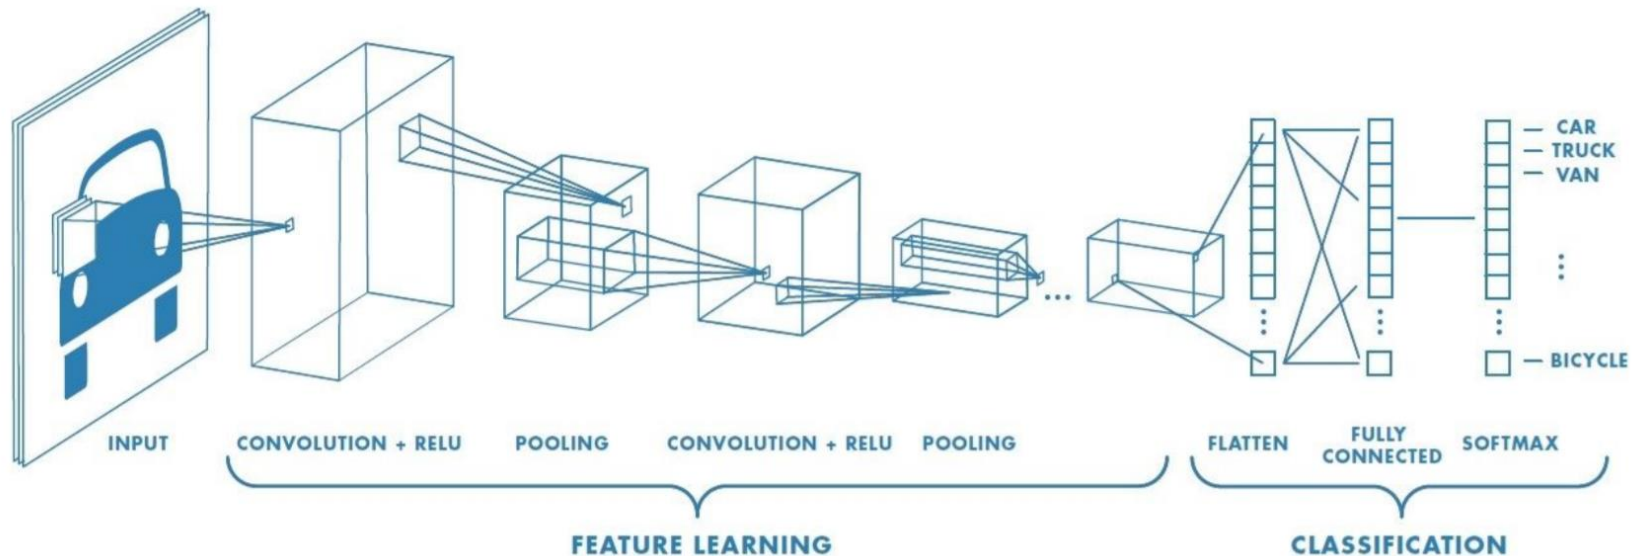 CAR
TRUCK
VAN
BICYCLE
INPUT
CONVOLUTION + RELU
POOLING
CONVOLUTION + RELU
POOLING
FLATTEN
FULLY
CONNECTED
SOFTMAX
FEATURE LEARNING
CLASSIFICATION